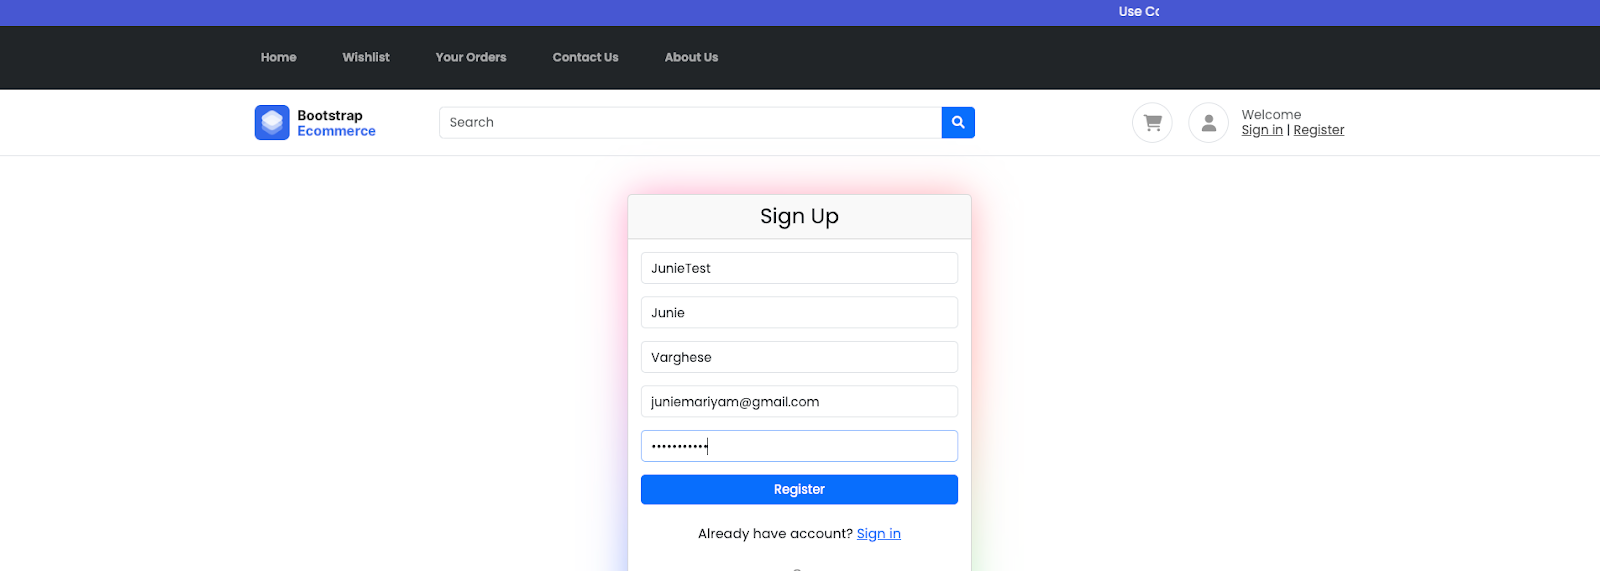 Use
Home Wishlist Your Orders Contact Us About Us
Bootstrap
Ecommerce
Search
Welcome
Sign in | Register
Sign Up
JunieTest
Junie
Varghese
juniemariyam@gmail.com
•••••••••••
Register
Already have account? Sign in